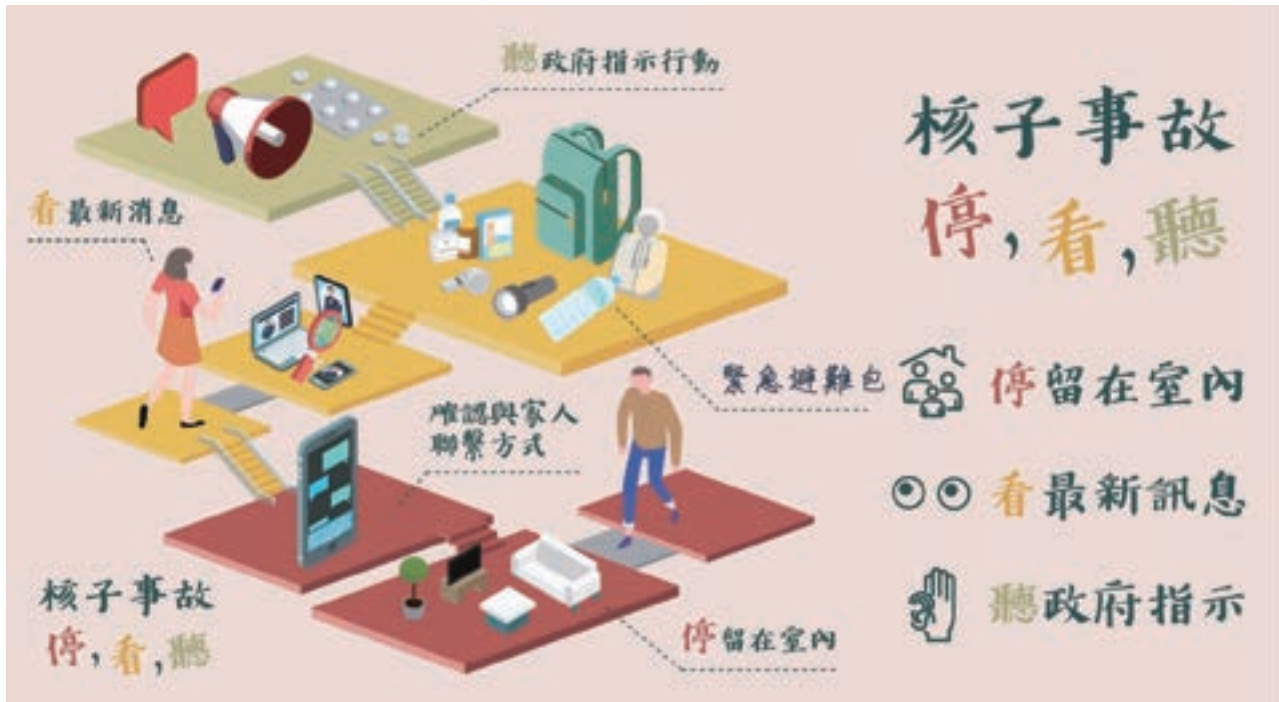 聽政府指示行動
看最新消息
緊急避難包
確認與家人
聯繫方式
停留在室內
核子事故
停,看,聽
核子事故
停,看,聽
停留在室內
看最新訊息
聽政府指示